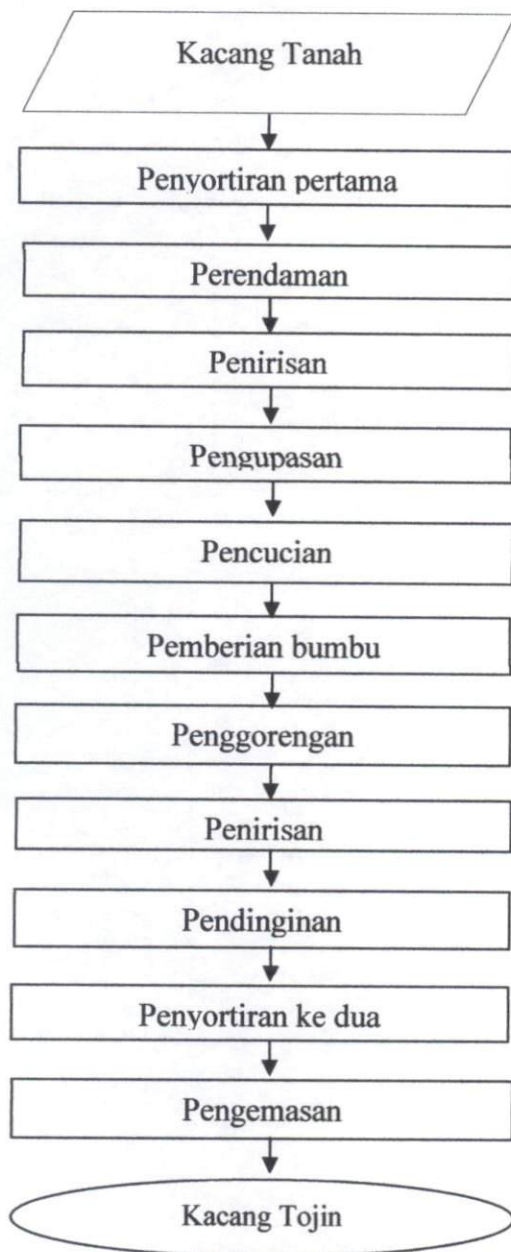 Kacang Tanah
Penyortiran pertama
Perendaman
Penirisan
Pengupasan
Pencucian
Pemberian bumbu
Penggorengan
Penirisan
Pendinginan
Penyortiran ke dua
Pengemasan
Kacang Tojin